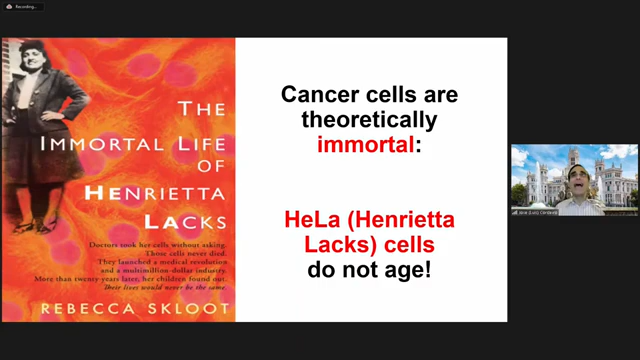 Recording...
THE
IMMORTAL LIFE
OF
HENRIETTA
LACKS
Doctors took her cells without asking.
Those cells never died.
They launched a medical revolution
and a multimillion-dollar industry.
More than twenty years later, her children found out.
Their lives would never be the same.
REBECCA SKLOOT
Cancer cells are
theoretically
immortal:
HeLa (Henrietta
Lacks) cells
do not age!